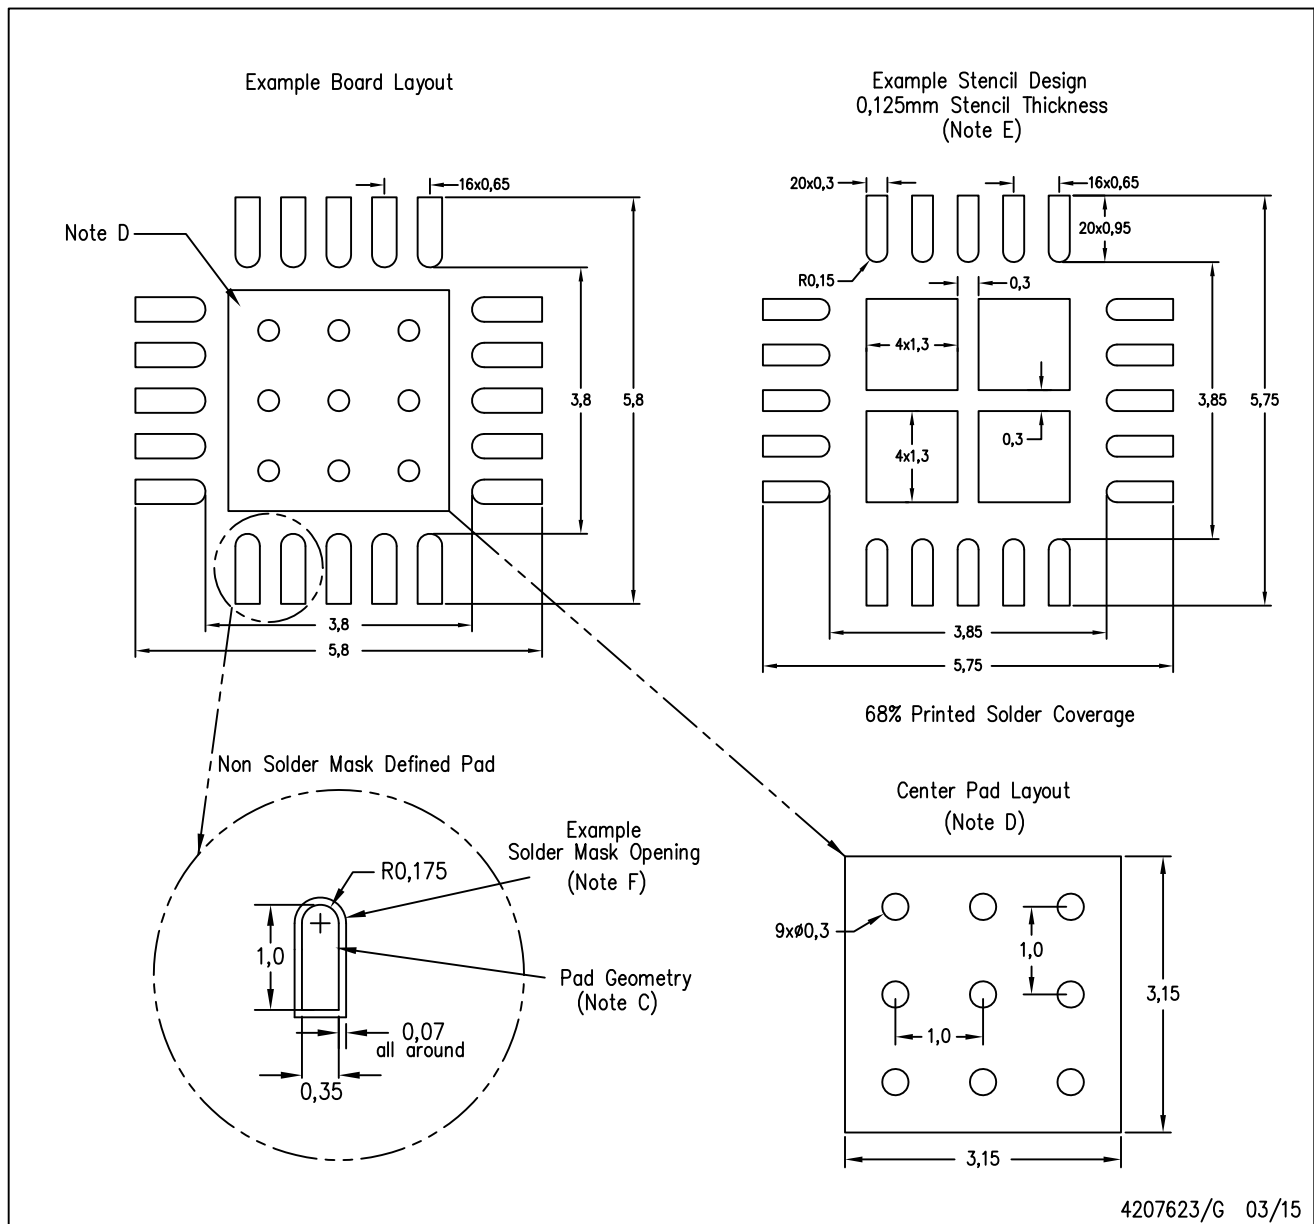 Example Board Layout
Example Stencil Design
0,125mm Stencil Thickness
(Note E)
16x0,65
Note D
3,8
5,8
3,8
5,8
20x0,3
16x0,65
20x0,95
R0,15
0,3
4x1,3
3,85
5,75
0,3
4x1,3
3,85
5,75
68% Printed Solder Coverage
Non Solder Mask Defined Pad
Example
Solder Mask Opening
(Note F)
R0,175
1,0
Pad Geometry
(Note C)
0,07
all around
0,35
Center Pad Layout
(Note D)
9xø0,3
1,0
1,0
3,15
3,15
4207623/G 03/15